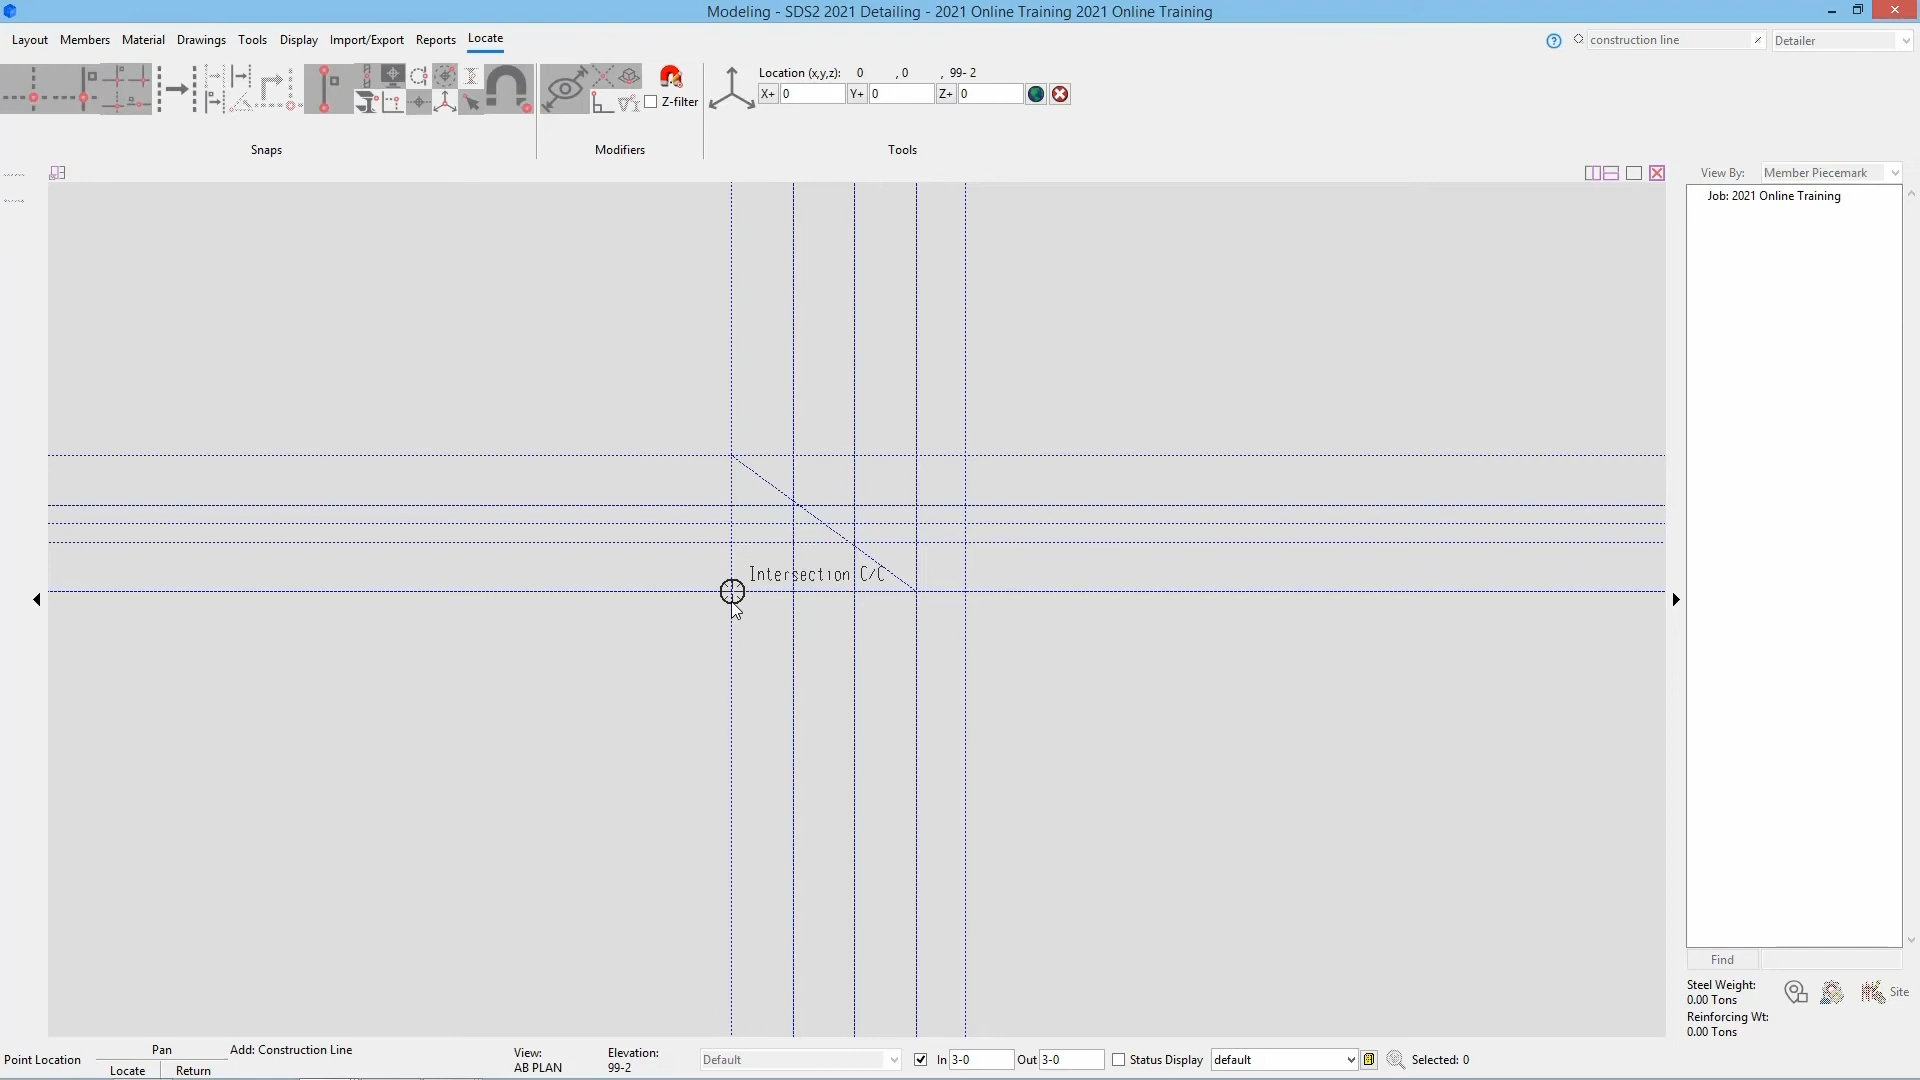 Modeling - SDS2 2021 Detailing - 2021 Online Training 2021 Online Training
Layout Members Material Drawings Tools Display Import/Export Reports Locate
construction line
Detailer
Location (x,y,z): 0 , 0 , 99- 2
X+ 0 Y+ 0 Z+ 0
Z-filter
Snaps
Modifiers
Tools
View By: Member Piecemark
Job: 2021 Online Training
Intersection C/C
Find
Steel Weight:
0.00 Tons
Site
Reinforcing Wt:
0.00 Tons
Point Location
Pan
Locate Return
Add: Construction Line
View:
AB PLAN
Elevation:
99-2
Default
In 3-0 Out 3-0
Status Display
default
Selected: 0